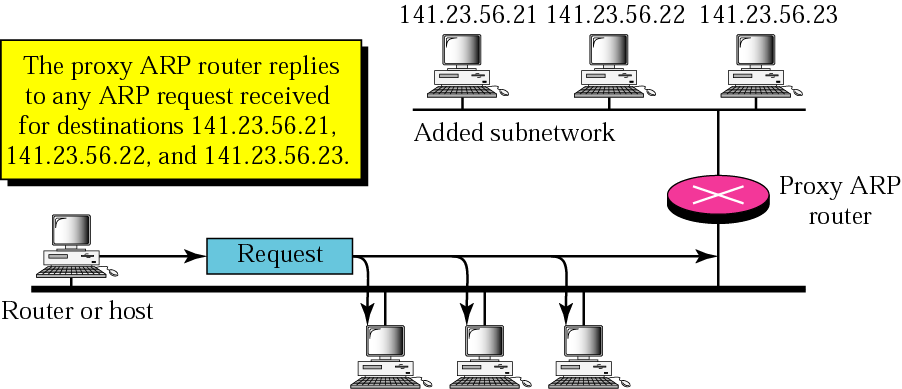 141.23.56.21 141.23.56.22 141.23.56.23
The proxy ARP router replies
to any ARP request received
for destinations 141.23.56.21,
141.23.56.22, and 141.23.56.23.
Added subnetwork
Proxy ARP
router
Request
Router or host